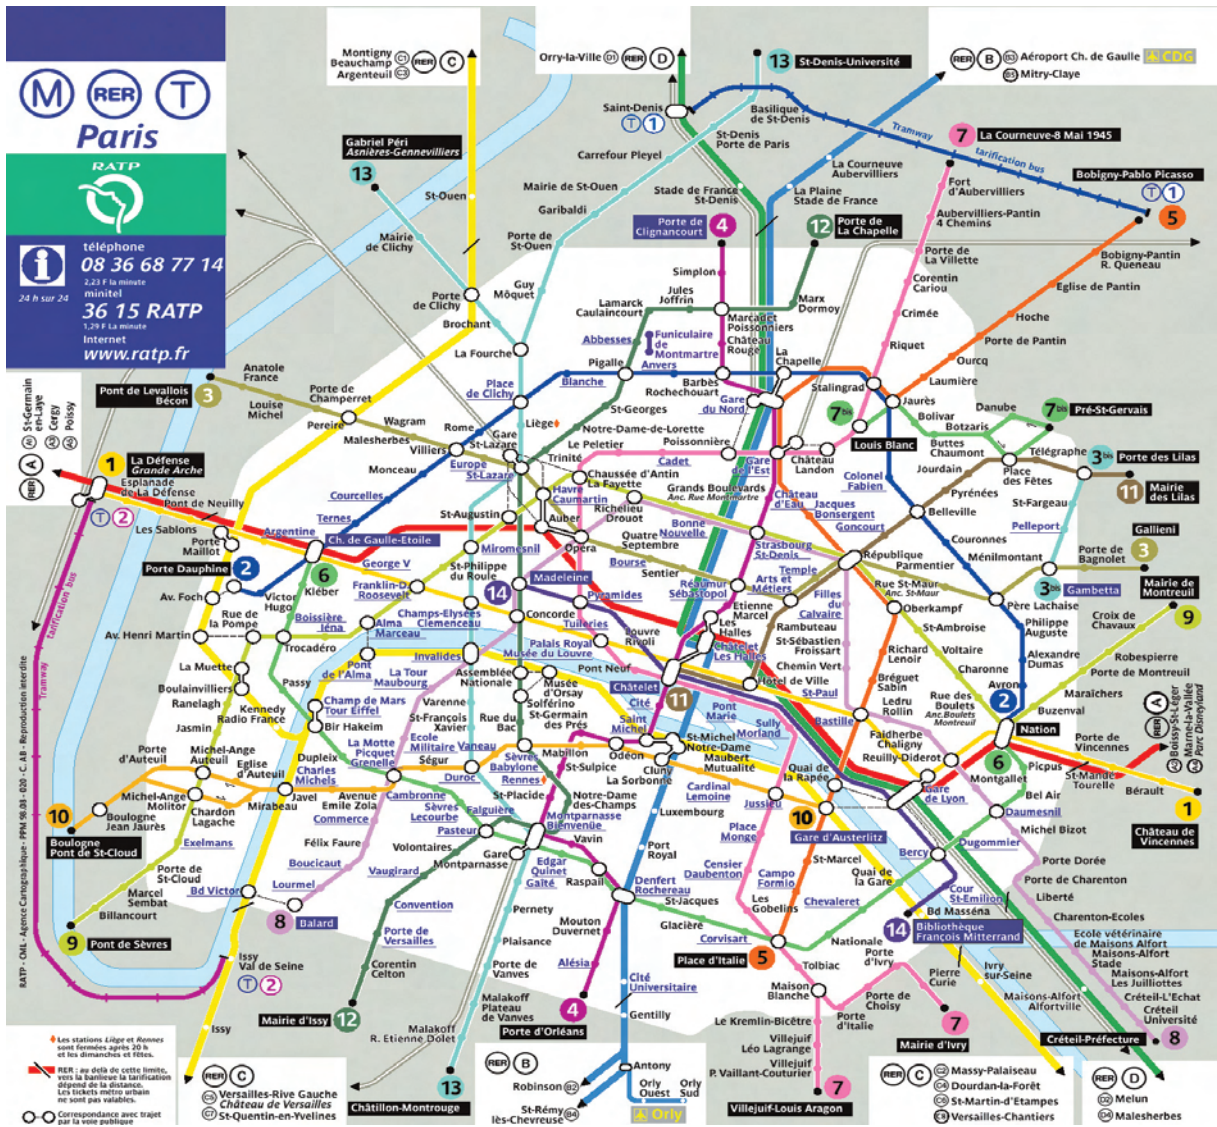 M RER T
Paris
RATP
téléphone
08 36 68 77 14
2,23 F la minute
24 h sur 24
minitel
36 15 RATP
1,29 F La minute
Internet
www.ratp.fr
Montigny C1
Beauchamp
Argenteuil C3
RER C
Orry-la-Ville D1 RER D
13 St-Denis-Université
RER B B3 Aéroport Ch. de Gaulle CDG
B5 Mitry-Claye
Saint-Denis
T 1
Basilique
de St-Denis
Tramway
tarification bus
7 La Courneuve-8 Mai 1945
Bobigny-Pablo Picasso
T 1
5
Gabriel Péri
Asnières-Gennevilliers
13
St-Denis
Porte de Paris
Carrefour Pleyel
La Courneuve
Aubervilliers
Fort
d'Aubervilliers
St-Ouen
Mairie de St-Ouen
Stade de France
St-Denis
La Plaine
Stade de France
Aubervilliers-Pantin
4 Chemins
Garibaldi
Porte de
Clignancourt
4
12
Porte de
La Chapelle
Mairie
de Clichy
Porte de
St-Ouen
Porte de
La Villette
Bobigny-Pantin
R. Queneau
Simplon
Corentin
Cariou
Eglise de Pantin
Guy
Môquet
Jules
Joffrin
Lamarck
Caulaincourt
Marx
Dormoy
Porte
de Clichy
Crimée
Hoche
Brochant
Marcadet
Poissonniers
Abbesses
Funiculaire
de
Montmartre
Anvers
Château
Rouge
Riquet
Porte de Pantin
La Fourche
Pigalle
La
Chapelle
Ourcq
Anatole
France
Pont de Levallois
Bécon
3
Place
de Clichy
Blanche
Barbès
Rochechouart
Stalingrad
Laumière
Porte de
Champerret
Louise
Michel
Pereire
Wagram
Malesherbes
Gare
du Nord
Jaurès
Danube
7bis Pré-St-Gervais
St-Georges
7bis
Bolivar
Botzaris
Rome
Liège
Notre-Dame-de-Lorette
Louis Blanc
Buttes
Chaumont
Télégraphe
3bis Porte des Lilas
RER A
A1 St-Germain
en-Laye
A3 Cergy
A5 Poissy
Villiers
Gare
St-Lazare
Le Peletier
Poissonnière
Trinité
Cadet
Gare
de l'Est
Château
Landon
Jourdain
Place
des Fêtes
11
Mairie
des Lilas
1 La Défense
Grande Arche
Monceau
Europe
St-Lazare
Chaussée d'Antin
La Fayette
Colonel
Fabien
Pyrénées
St-Fargeau
Esplanade
de La Défense
Courcelles
Havre
Caumartin
Grands Boulevards
Anc. Rue Montmartre
Château
d'Eau
Pont de Neuilly
Richelieu
Drouot
Jacques
Bonsergent
Belleville
Pelleport
T 2
Ternes
St-Augustin
Auber
Bonne
Nouvelle
Goncourt
Les Sablons
Argentine
Ch. de Gaulle-Etoile
Miromesnil
Opéra
Quatre
Septembre
Strasbourg
St-Denis
Couronnes
Gallieni
3
Porte
Maillot
George V
St-Philippe
du Roule
Bourse
Sentier
Temple
République
Ménilmontant
Porte de
Bagnolet
Porte Dauphine 2
6
Kléber
Franklin-D.
Roosevelt
14 Madeleine
Réaumur
Sébastopol
Arts et
Métiers
Parmentier
Rue St-Maur
Anc. St-Maur
3bis Gambetta
Av. Foch
Victor
Hugo
Pyramides
Filles
du
Calvaire
Père Lachaise
Mairie de
Montreuil
9
Boissière
Iéna
Champs-Elysées
Clemenceau
Concorde
Etienne
Marcel
Oberkampf
Croix de
Chavaux
Rue de
la Pompe
Alma
Marceau
Tuileries
Les
Halles
Rambuteau
St-Ambroise
Philippe
Auguste
Av. Henri Martin
Trocadéro
Invalides
Palais Royal
Musée du Louvre
Louvre
Rivoli
Châtelet
Les Halles
St-Sébastien
Froissart
Voltaire
Robespierre
La Muette
Pont
de l'Alma
La Tour
Maubourg
Assemblée
Nationale
Pont Neuf
Chemin Vert
Richard
Lenoir
Charonne
Alexandre
Dumas
Porte de Montreuil
Boulainvilliers
Passy
Musée
d'Orsay
Châtelet
Hôtel de Ville
St-Paul
Bréguet
Sabin
Rue des
Boulets
Anc.Boulets
Montreuil
Avron
Maraîchers
Ranelagh
Champ de Mars
Tour Eiffel
Varenne
Solférino
Cité
11
Pont
Marie
Ledru
Rollin
2
Buzenval
Kennedy
Radio France
Bir Hakeim
St-François
Xavier
Rue du
Bac
St-Germain
des Prés
Saint
Michel
Sully
Morland
Bastille
Nation
RER A
A2 Boissy-St-Léger
A4 Marne-la-Vallée
Parc Disneyland
Jasmin
La Motte
Picquet
Grenelle
Ecole
Militaire
Vaneau
Mabillon
St-Michel
Notre-Dame
Faidherbe
Chaligny
Porte de
Vincennes
Porte
d'Auteuil
Michel-Ange
Auteuil
Dupleix
Ségur
Sèvres
Babylone
Odéon
Maubert
Mutualité
Quai de
la Rapée
Reuilly-Diderot
6
Picpus
Eglise
d'Auteuil
Charles
Michels
Duroc
Rennes
St-Sulpice
Cluny
La Sorbonne
Montgallet
St-Mandé
Tourelle
Michel-Ange
Molitor
Javel
Avenue
Emile Zola
Cambronne
St-Placide
Notre-Dame
des-Champs
Cardinal
Lemoine
Jussieu
Gare
de Lyon
Bel Air
Bérault
1
Mirabeau
Sèvres
Lecourbe
Falguière
Montparnasse
Bienvenüe
Luxembourg
10
Daumesnil
Château de
Vincennes
10
Boulogne
Jean Jaurès
Chardon
Lagache
Commerce
Pasteur
Vavin
Place
Monge
Gare d'Austerlitz
Michel Bizot
Boulogne
Pont de St-Cloud
Exelmans
Félix Faure
Volontaires
Gare
Montparnasse
Port
Royal
St-Marcel
Bercy
Dugommier
Porte de
St-Cloud
Boucicaut
Vaugirard
Edgar
Quinet
Gaîté
Raspail
Censier
Daubenton
Campo
Formio
Quai de
la Gare
Porte Dorée
Marcel
Sembat
Bd Victor
Lourmel
Denfert
Rochereau
Cour
St-Emilion
Porte de Charenton
Billancourt
8 Balard
Convention
Pernety
St-Jacques
Les
Gobelins
Chevaleret
Liberté
9 Pont de Sèvres
Mouton
Duvernet
Glacière
14
Bd Masséna
Bibliothèque
François Mitterrand
Charenton-Ecoles
Porte de
Versailles
Plaisance
Corvisart
Nationale
Ecole vétérinaire
de Maisons Alfort
Issy
Val de Seine
T 2
Corentin
Celton
Porte de
Vanves
Alésia
Cité
Universitaire
Place d'Italie 5
Tolbiac
Porte
d'Ivry
Pierre
Curie
Ivry
sur-Seine
Maisons-Alfort
Stade
Maisons-Alfort
Les Juilliottes
Mairie d'Issy 12
Malakoff
Plateau
de Vanves
4
Gentilly
Maison
Blanche
Porte
de Choisy
Maisons-Alfort
Alfortville
Créteil-L'Echat
Porte d'Orléans
Porte
d'Italie
7
Créteil
Université
Issy
Malakoff
R. Etienne Dolet
Le Kremlin-Bicêtre
Mairie d'Ivry
Créteil-Préfecture 8
Villejuif
Léo Lagrange
13
Châtillon-Montrouge
RER B
Antony
Villejuif
P. Vaillant-Couturier
7
Villejuif-Louis Aragon
Robinson B2
Orly
Ouest
Orly
Sud
St-Rémy
lès-Chevreuse B4
Orly
RER C
C5 Versailles-Rive Gauche
Château de Versailles
C7 St-Quentin-en-Yvelines
RER C
C2 Massy-Palaiseau
C4 Dourdan-la-Forêt
C6 St-Martin-d'Etampes
C8 Versailles-Chantiers
RER D
D2 Melun
D4 Malesherbes
Les stations Liège et Rennes
sont fermées après 20 h
et les dimanches et fêtes.
RER : au delà de cette limite,
vers la banlieue la tarification
dépend de la distance.
Les tickets métro urbain
ne sont pas valables.
Correspondance avec trajet
par la voie publique
Tramway
tarification bus
RATP - CML - Agence Cartographique - PPM 98.08 - 020 - C. AB - Reproduction interdite